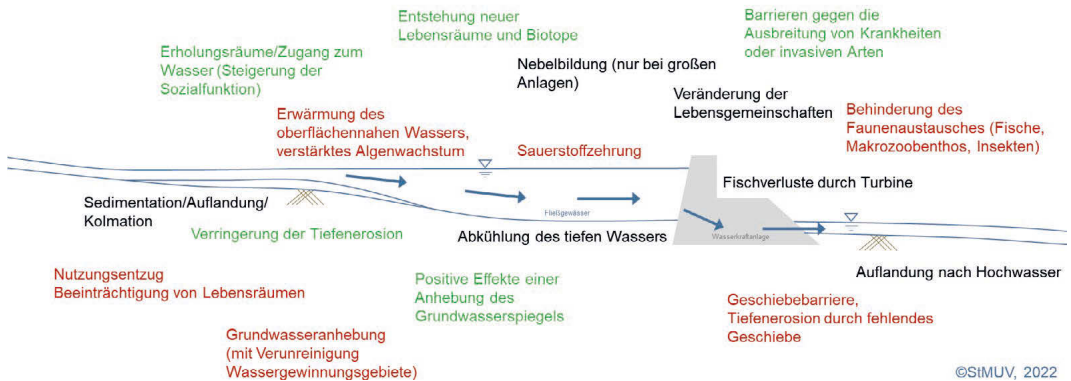 Entstehung neuer
Lebensräume und Biotope
Barrieren gegen die
Ausbreitung von Krankheiten
oder invasiven Arten
Erholungsräume/Zugang zum
Wasser (Steigerung der
Sozialfunktion)
Nebelbildung (nur bei großen
Anlagen)
Veränderung der
Lebensgemeinschaften
Behinderung des
Faunenaustausches (Fische,
Makrozoobenthos, Insekten)
Erwärmung des
oberflächennahen Wassers,
verstärktes Algenwachstum
Sauerstoffzehrung
Fischverluste durch Turbine
Sedimentation/Auflandung/
Kolmation
Fließgewässer
Verringerung der Tiefenerosion
Abkühlung des tiefen Wassers
Wasserkraftanlage
Auflandung nach Hochwasser
Nutzungsentzug
Beeinträchtigung von Lebensräumen
Positive Effekte einer
Anhebung des
Grundwasserspiegels
Geschiebebarriere,
Tiefenerosion durch fehlendes
Geschiebe
Grundwasseranhebung
(mit Verunreinigung
Wassergewinnungsgebiete)
©StMUV, 2022